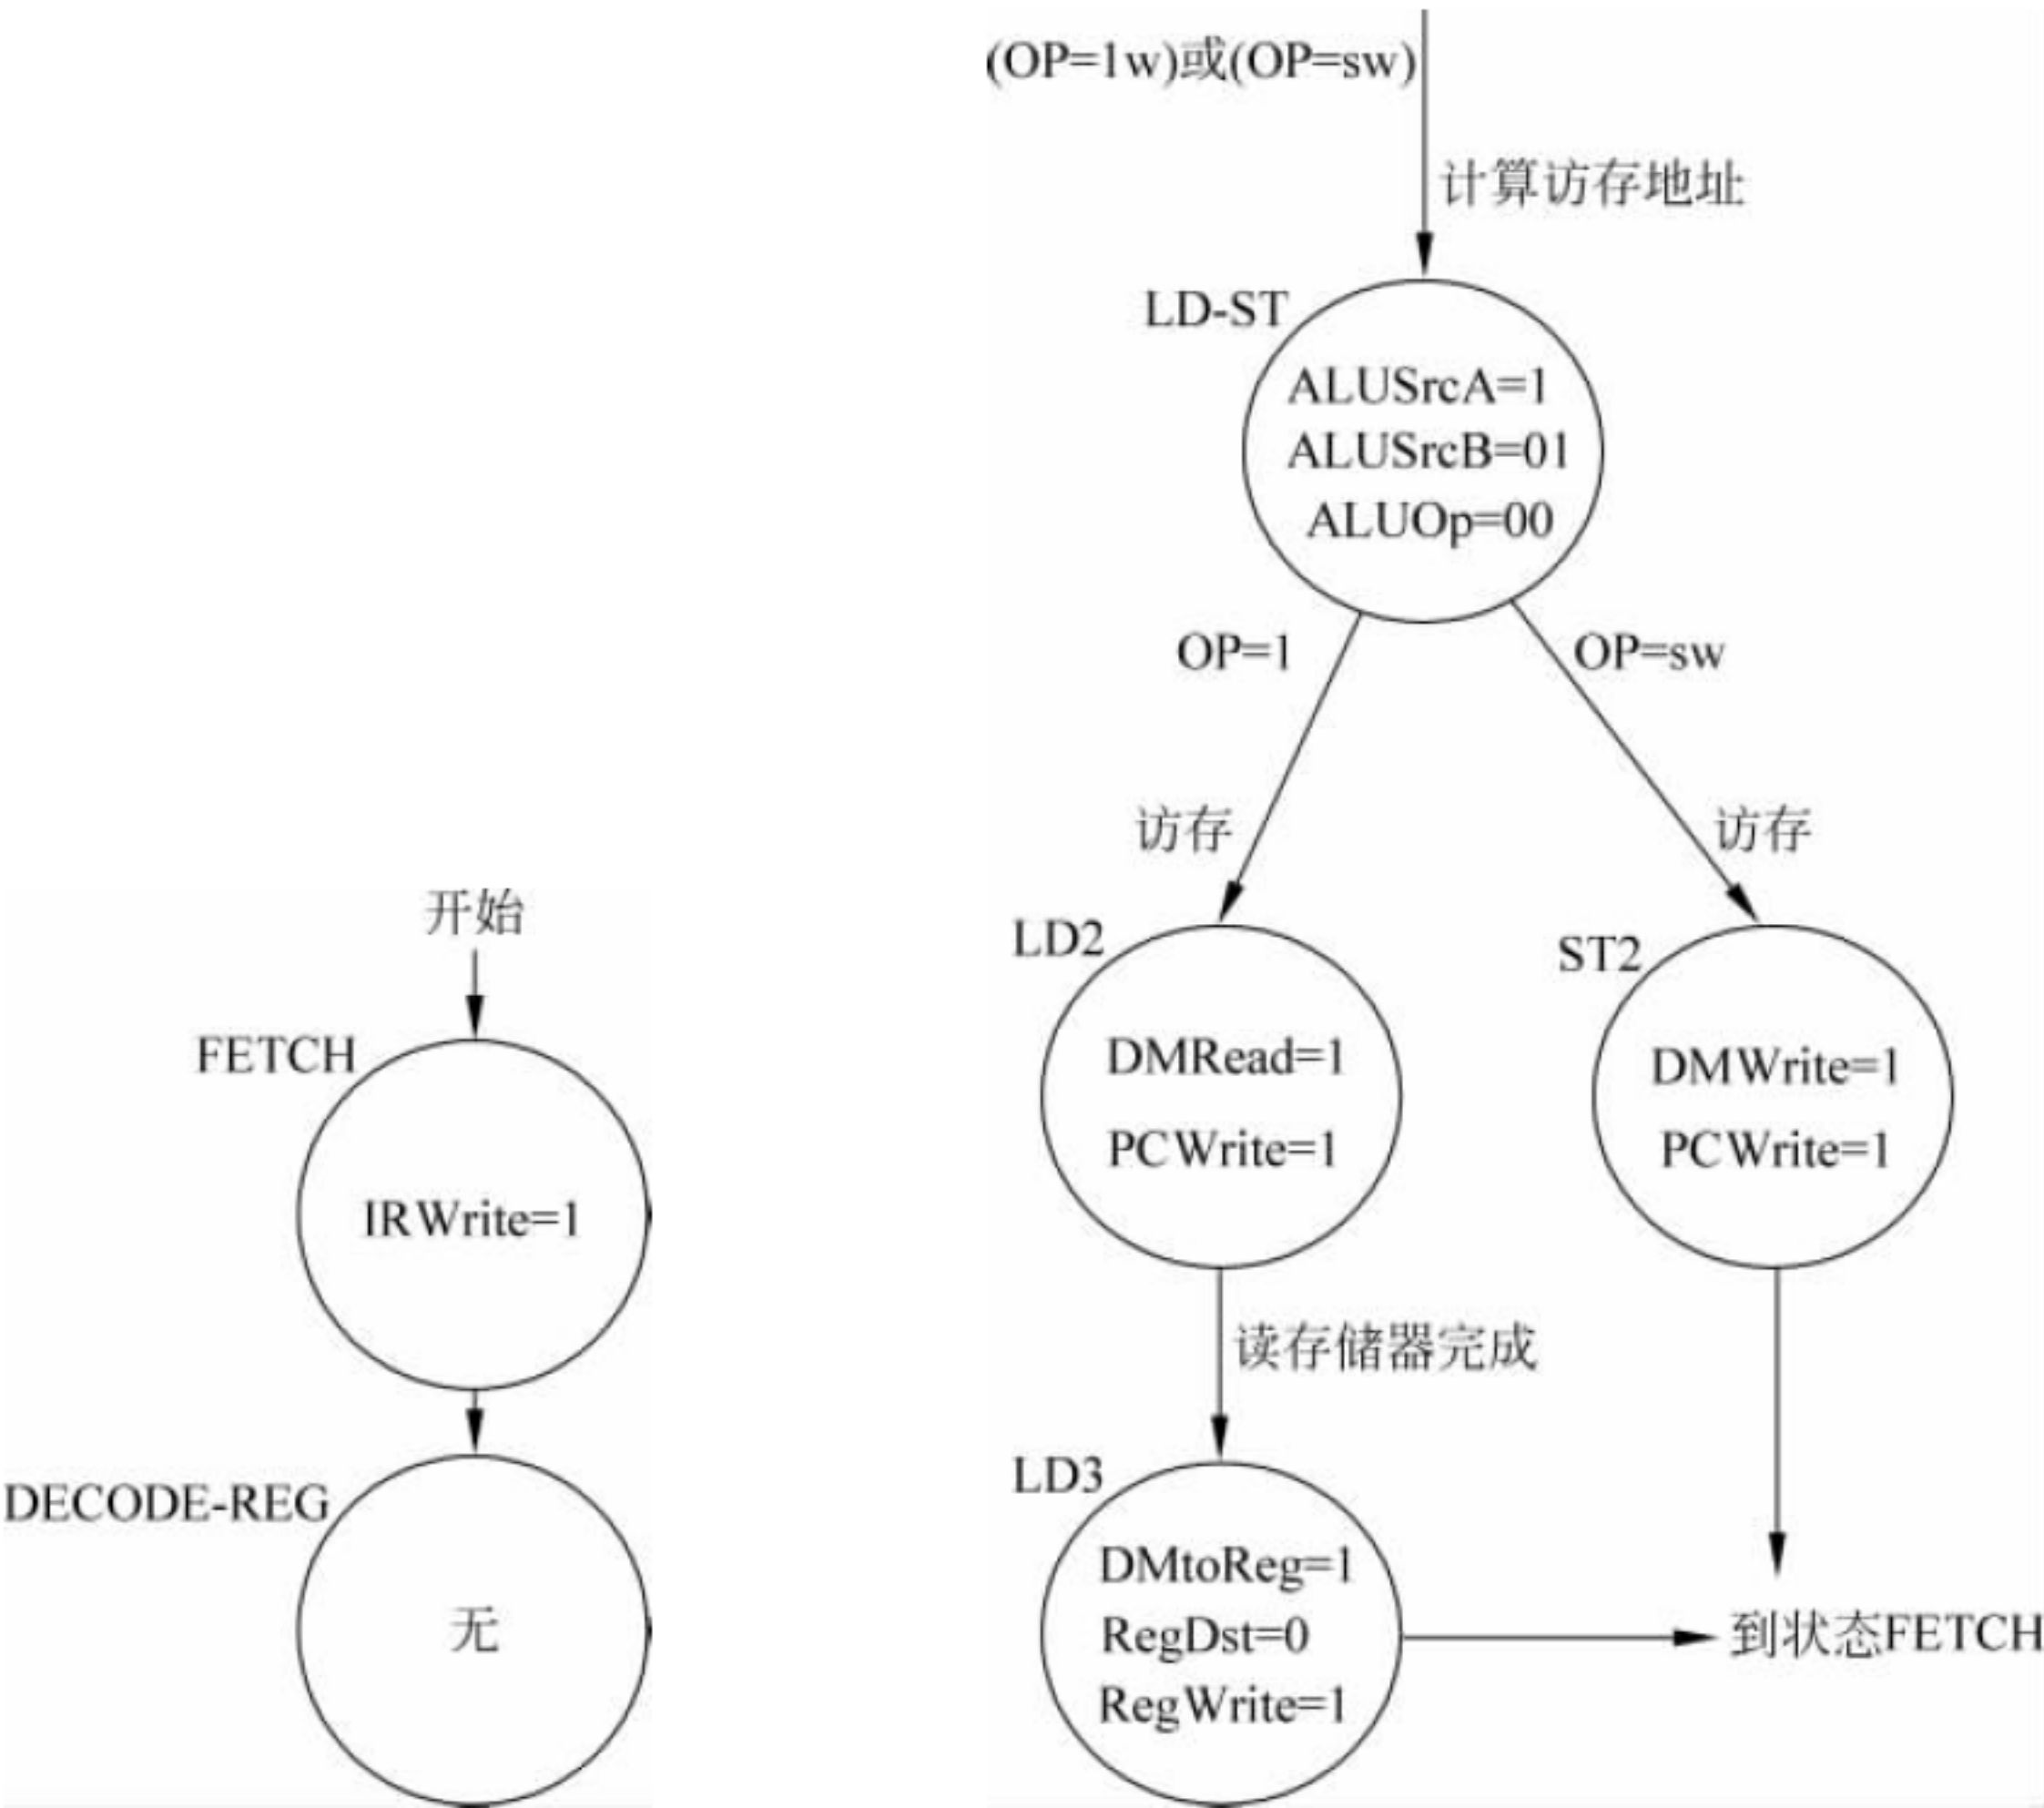 开始
FETCH
IRWrite=1
DECODE-REG
无
(OP=1w)或(OP=sw)
计算访存地址
LD-ST
ALUSrcA=1
ALUSrcB=01
ALUOp=00
OP=1
OP=sw
访存
访存
LD2
DMRead=1
PCWrite=1
ST2
DMWrite=1
PCWrite=1
读存储器完成
LD3
DMtoReg=1
RegDst=0
RegWrite=1
到状态FETCH